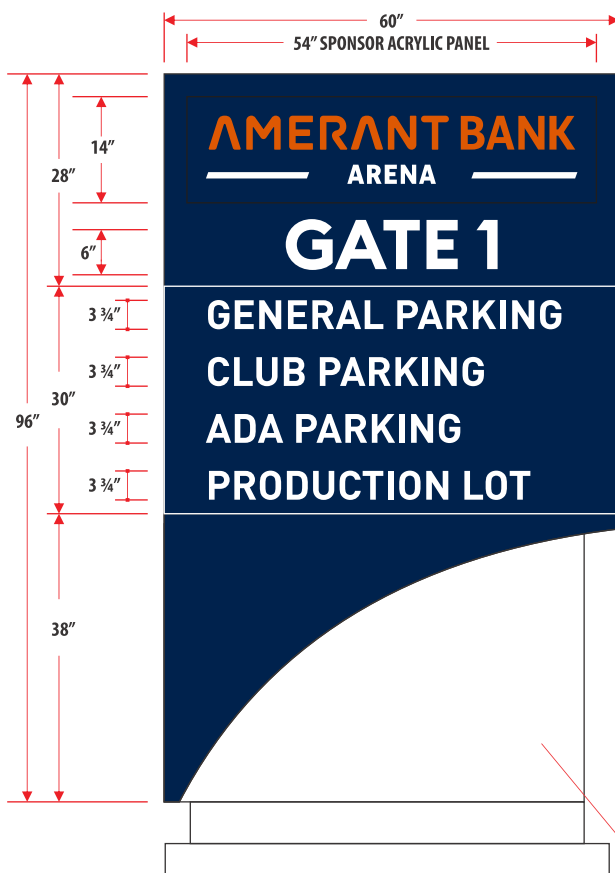 60″
54″ SPONSOR ACRYLIC PANEL
14″
28″
AMERANT BANK
ARENA
6″
GATE 1
3 ¾″
GENERAL PARKING
3 ¾″
CLUB PARKING
30″
96″
3 ¾″
ADA PARKING
3 ¾″
PRODUCTION LOT
38″